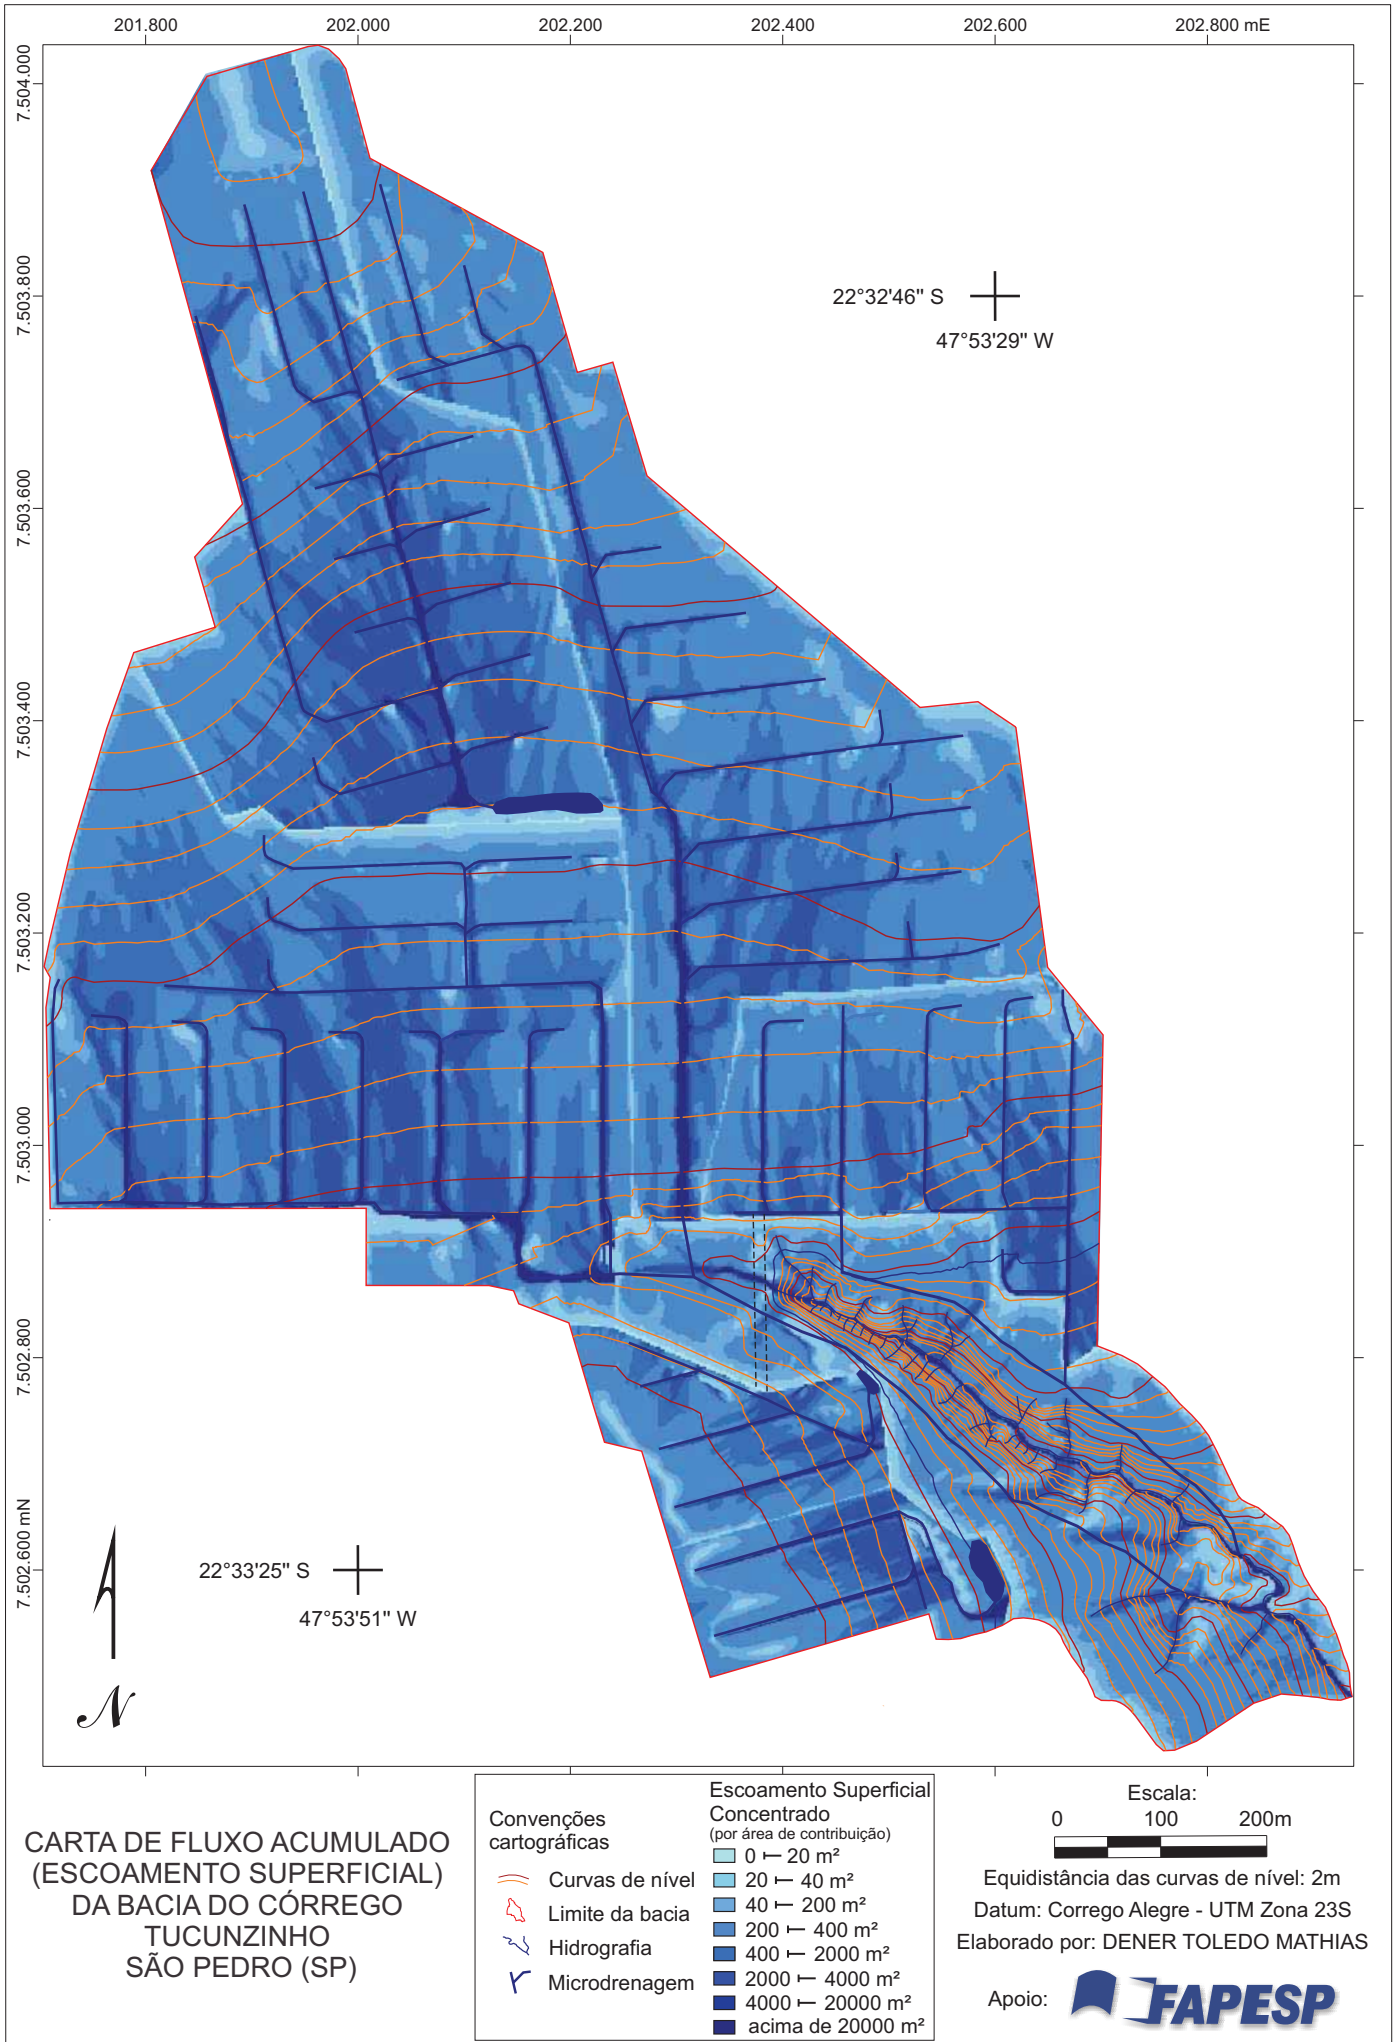 201.800
202.000
202.200
202.400
202.600
202.800 mE
7.504.000
7.503.800
7.503.600
7.503.400
7.503.200
7.503.000
7.502.800
7.502.600 mN
22°32'46" S
47°53'29" W
22°33'25" S
47°53'51" W
N
CARTA DE FLUXO ACUMULADO
(ESCOAMENTO SUPERFICIAL)
DA BACIA DO CÓRREGO
TUCUNZINHO
SÃO PEDRO (SP)
Convenções
cartográficas
Curvas de nível
Limite da bacia
Hidrografia
Microdrenagem
Escoamento Superficial
Concentrado
(por área de contribuição)
0 ⊢ 20 m²
20 ⊢ 40 m²
40 ⊢ 200 m²
200 ⊢ 400 m²
400 ⊢ 2000 m²
2000 ⊢ 4000 m²
4000 ⊢ 20000 m²
acima de 20000 m²
Escala:
0 100 200m
Equidistância das curvas de nível: 2m
Datum: Corrego Alegre - UTM Zona 23S
Elaborado por: DENER TOLEDO MATHIAS
Apoio:
FAPESP